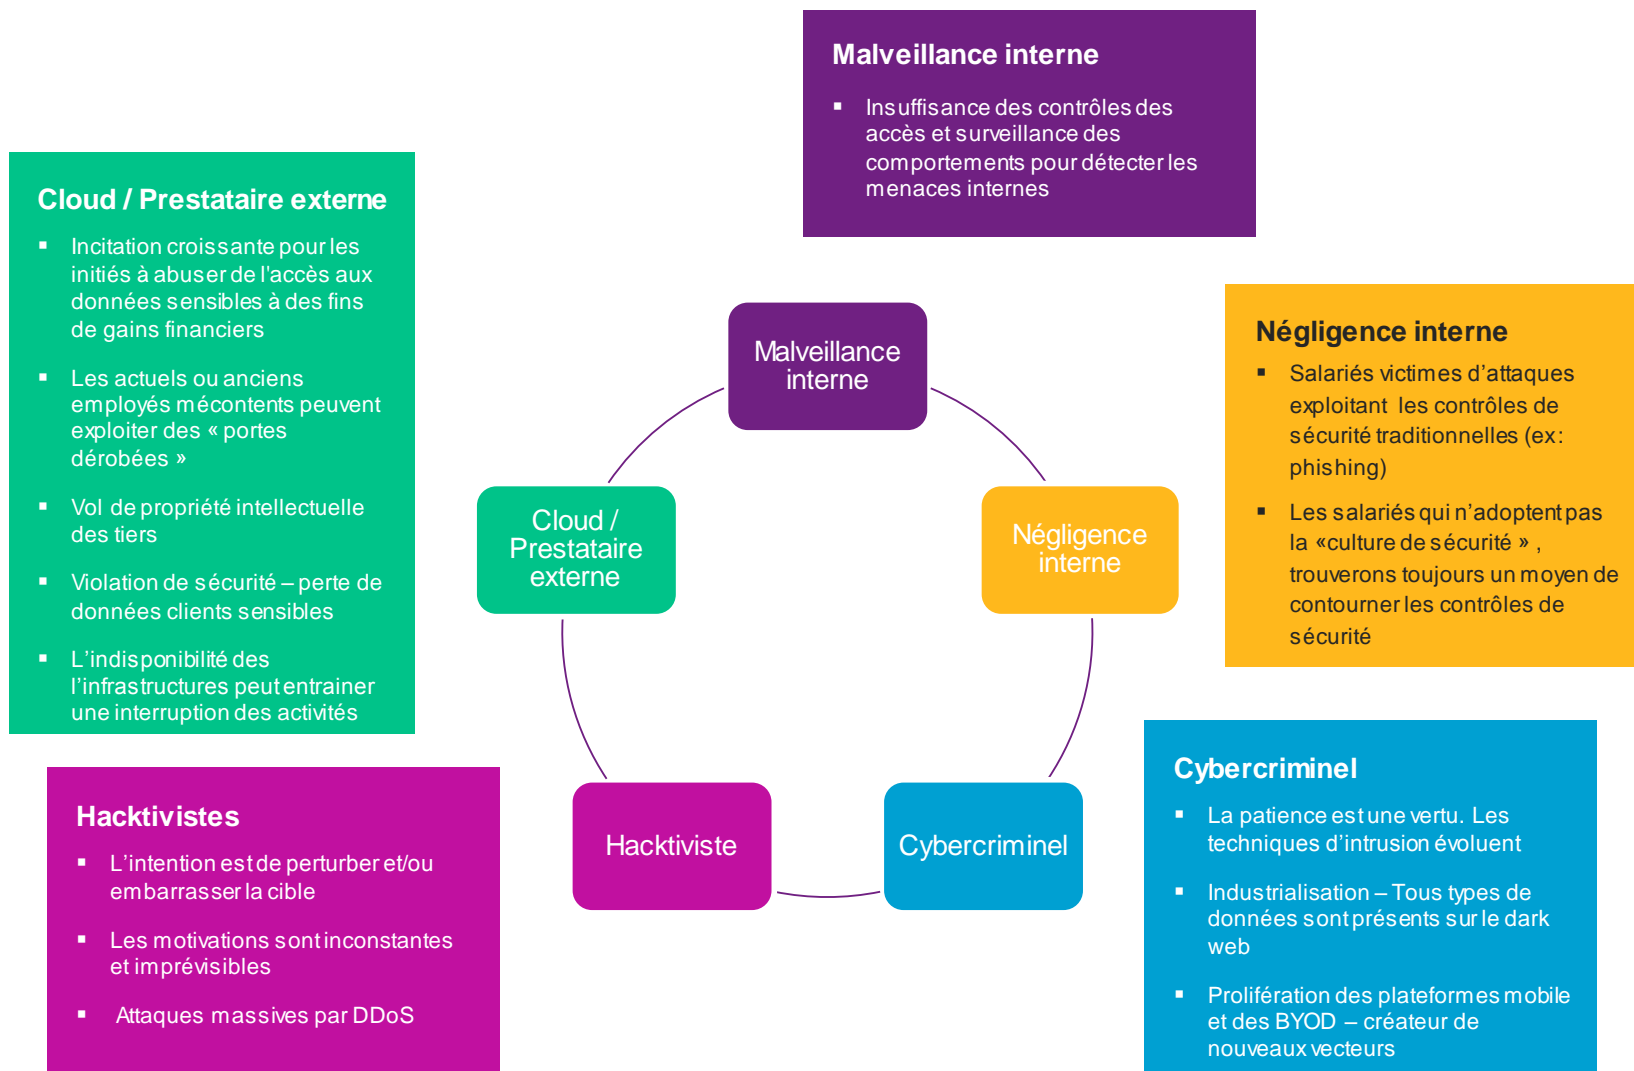 Malveillance interne
▪ Insuffisance des contrôles des
accès et surveillance des
comportements pour détecter les
menaces internes
Cloud / Prestataire externe
▪ Incitation croissante pour les
initiés à abuser de l'accès aux
données sensibles à des fins
de gains financiers
▪ Les actuels ou anciens
employés mécontents peuvent
exploiter des « portes
dérobées »
▪ Vol de propriété intellectuelle
des tiers
▪ Violation de sécurité – perte de
données clients sensibles
▪ L’indisponibilité des
l’infrastructures peut entrainer
une interruption des activités
Négligence interne
▪ Salariés victimes d’attaques
exploitant les contrôles de
sécurité traditionnelles (ex :
phishing)
▪ Les salariés qui n’adoptent pas
la «culture de sécurité » ,
trouverons toujours un moyen de
contourner les contrôles de
sécurité
Malveillance
interne
Cloud /
Prestataire
externe
Négligence
interne
Hacktiviste
Cybercriminel
Hacktivistes
▪ L’intention est de perturber et/ou
embarrasser la cible
▪ Les motivations sont inconstantes
et imprévisibles
▪ Attaques massives par DDoS
Cybercriminel
▪ La patience est une vertu. Les
techniques d’intrusion évoluent
▪ Industrialisation – Tous types de
données sont présents sur le dark
web
▪ Prolifération des plateformes mobile
et des BYOD – créateur de
nouveaux vecteurs